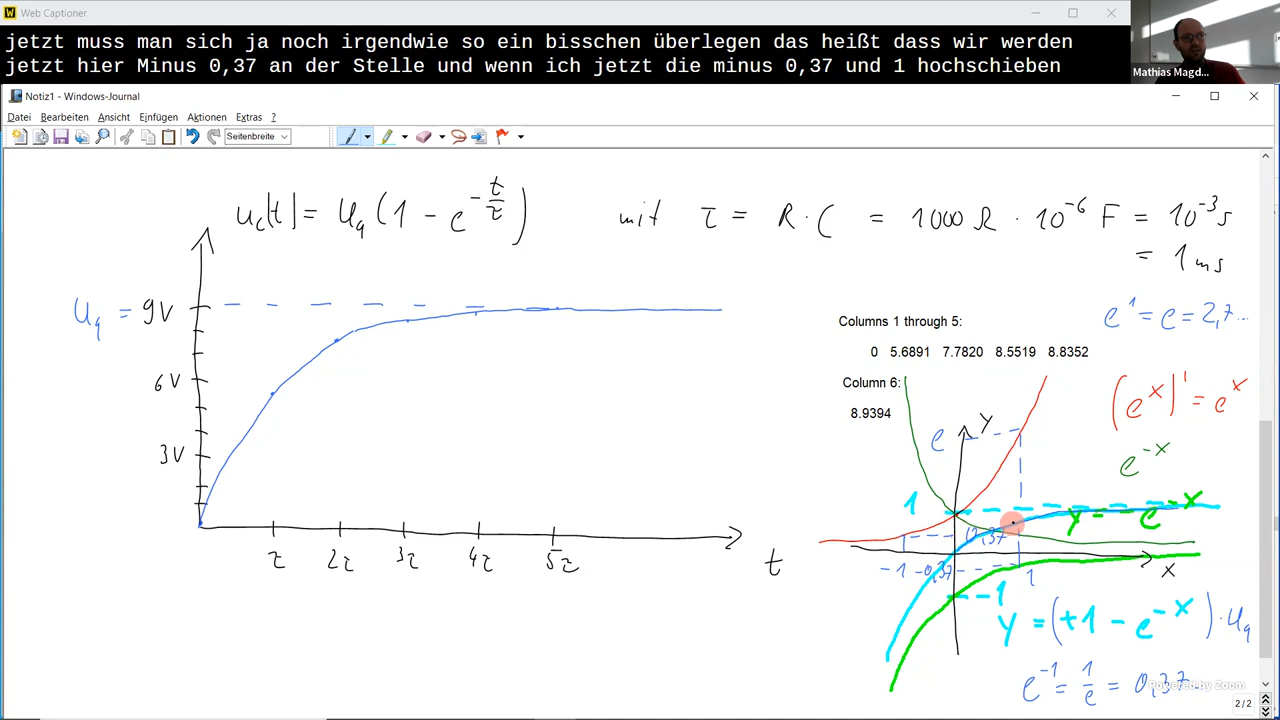 Web Captioner
jetzt muss man sich ja noch irgendwie so ein bisschen überlegen das heißt dass wir werden
jetzt hier Minus 0,37 an der Stelle und wenn ich jetzt die minus 0,37 und 1 hochschieben
Mathias Magd...
Notiz1 - Windows-Journal
Datei Bearbeiten Ansicht Einfügen Aktionen Extras ?
Seitenbreite
u_c(t) = U_q (1 - e^{-t/τ}) mit τ = R · C = 1000 Ω · 10^{-6} F = 10^{-3} s
= 1 ms
U_q = 9V
6V
3V
τ 2τ 3τ 4τ 5τ t
Columns 1 through 5:
0 5.6891 7.7820 8.5519 8.8352
Column 6:
8.9394
e^1 = e = 2,7...
(e^x)' = e^x
e^{-x}
y
e
1
y = -e^{-x}
0,37
-1 -0,37 1 x
-1
y = (+1 - e^{-x}) · U_q
e^{-1} = 1/e = 0,37
Powered by Zoom
2/2